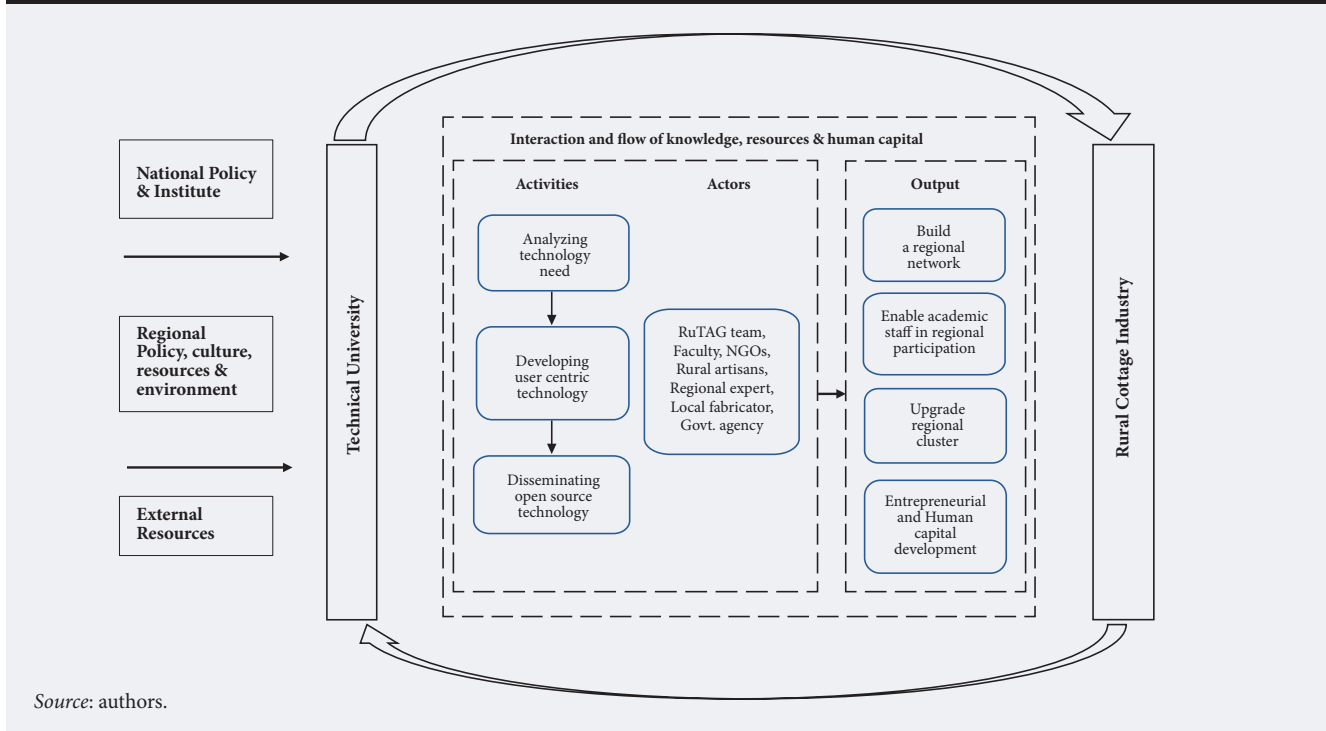 National Policy
& Institute
Regional
Policy, culture,
resources &
environment
External
Resources
Technical University
Interaction and flow of knowledge, resources & human capital
Activities
Analyzing
technology
need
Developing
user centric
technology
Disseminating
open source
technology
Actors
RuTAG team,
Faculty, NGOs,
Rural artisans,
Regional expert,
Local fabricator,
Govt. agency
Output
Build
a regional
network
Enable academic
staff in regional
participation
Upgrade
regional
cluster
Entrepreneurial
and Human
capital
development
Rural Cottage Industry
Source: authors.